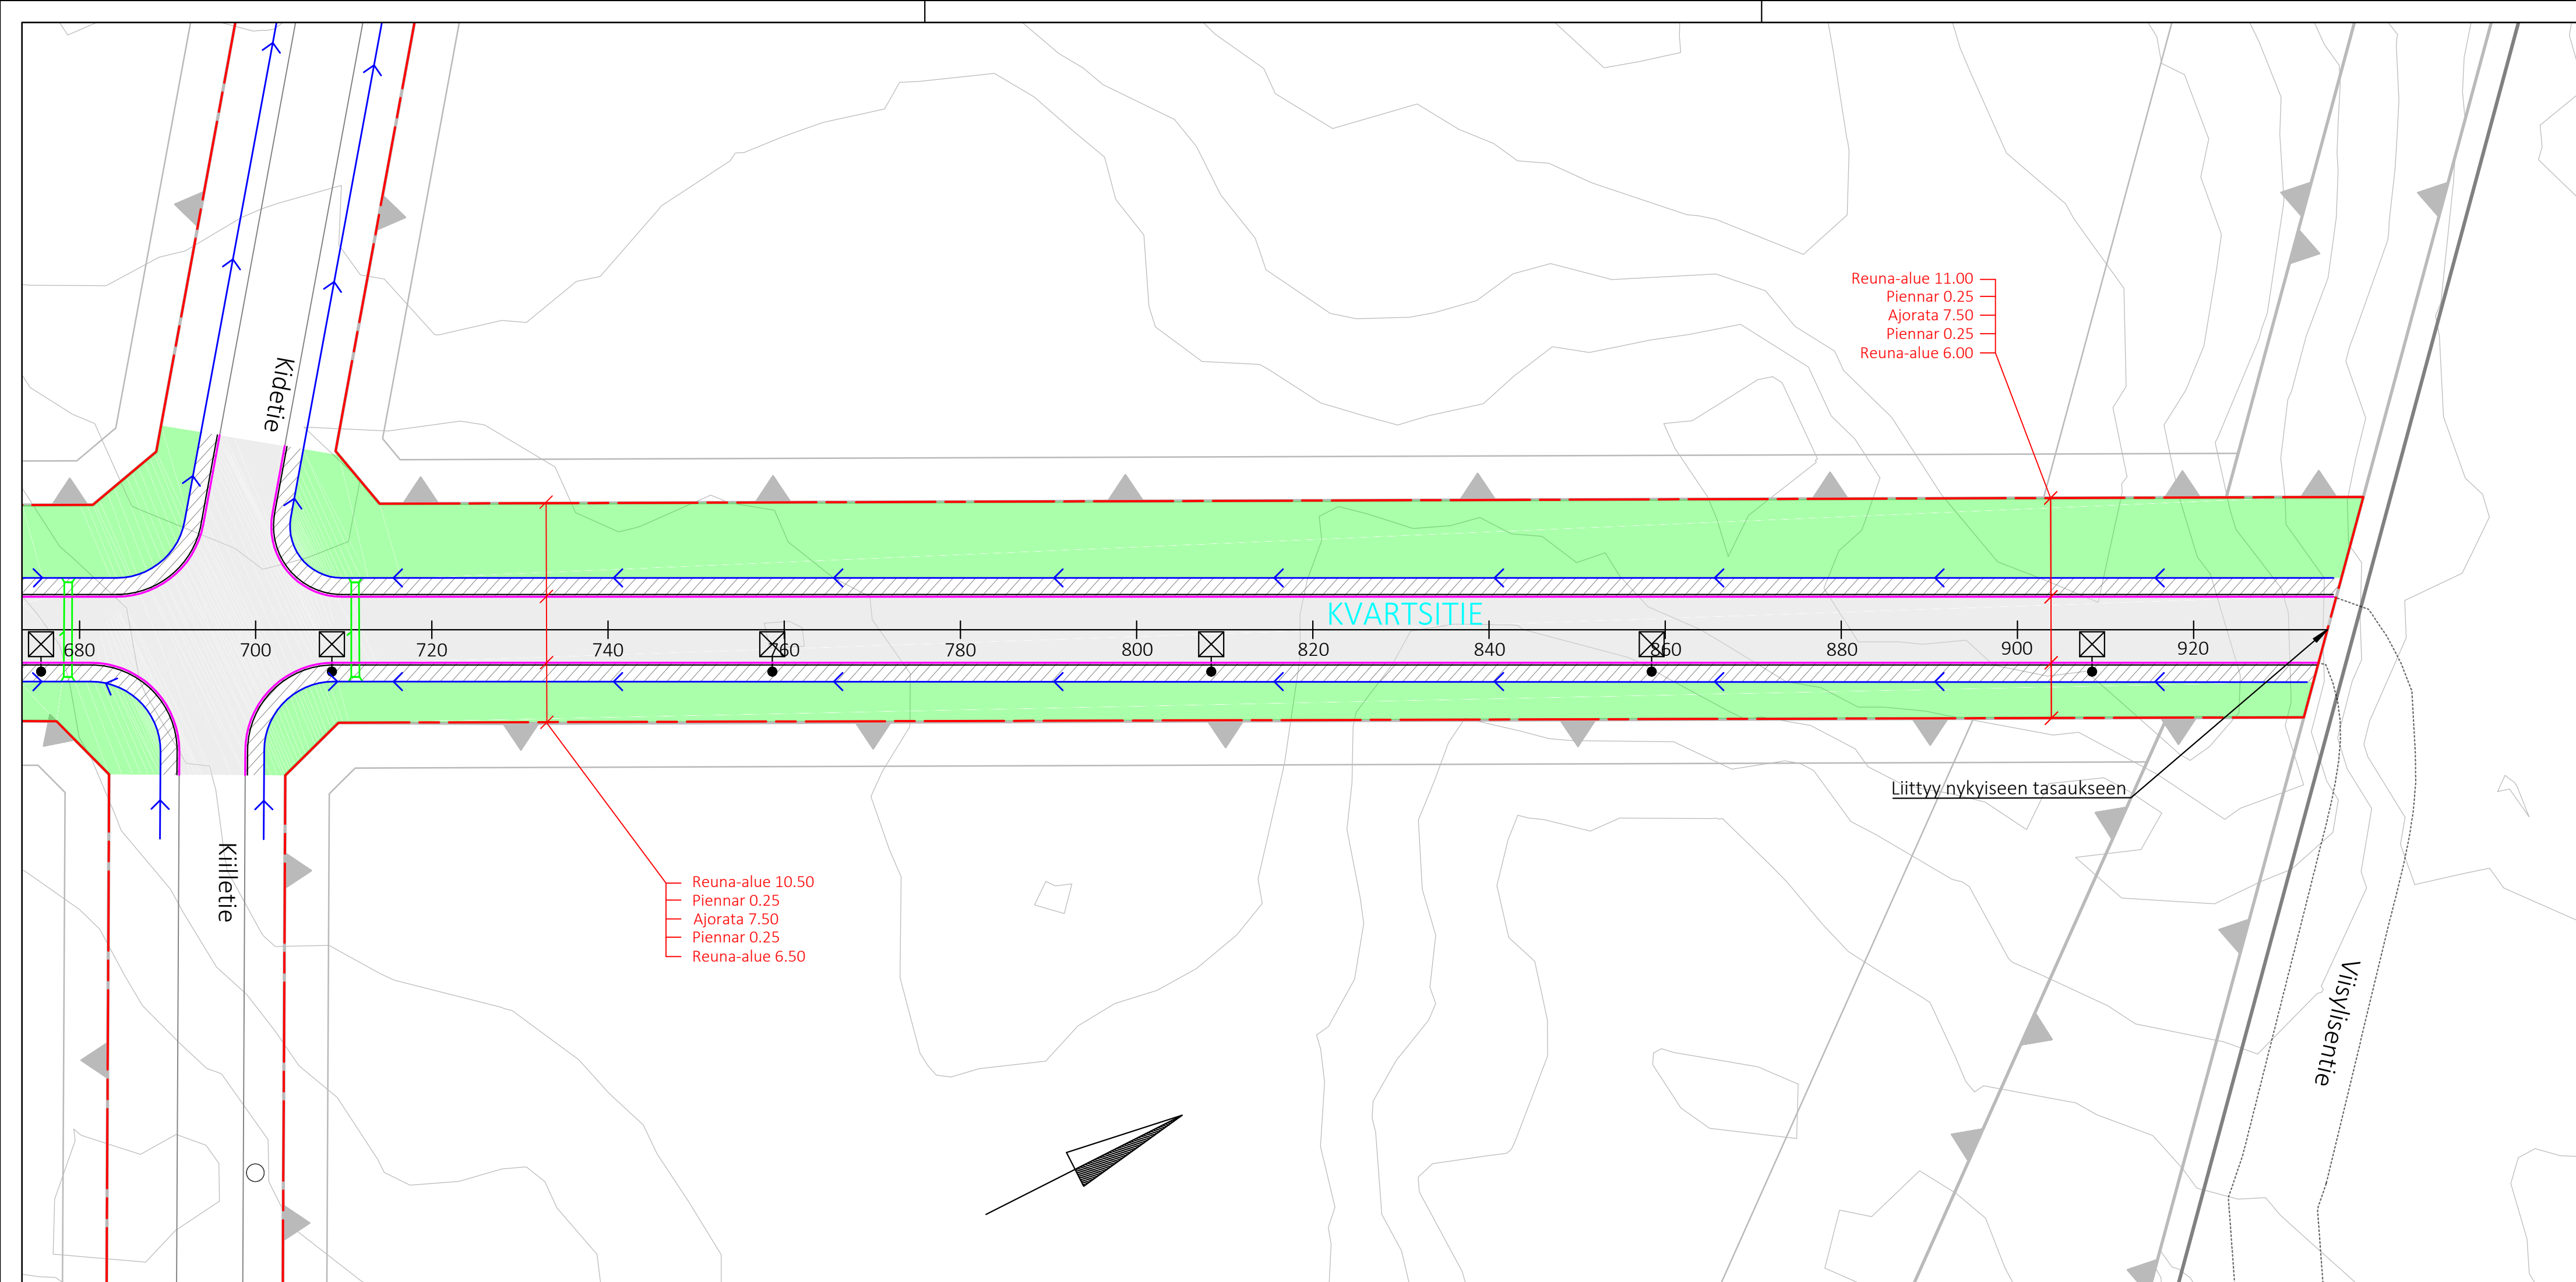 Reuna-alue 11.00
Piennar 0.25
Ajorata 7.50
Piennar 0.25
Reuna-alue 6.00
Kidetie
KVARTSITIE
680
700
720
740
760
780
800
820
840
860
880
900
920
Liittyy nykyiseen tasaukseen
Kiilletie
Reuna-alue 10.50
Piennar 0.25
Ajorata 7.50
Piennar 0.25
Reuna-alue 6.50
Viisylisentie